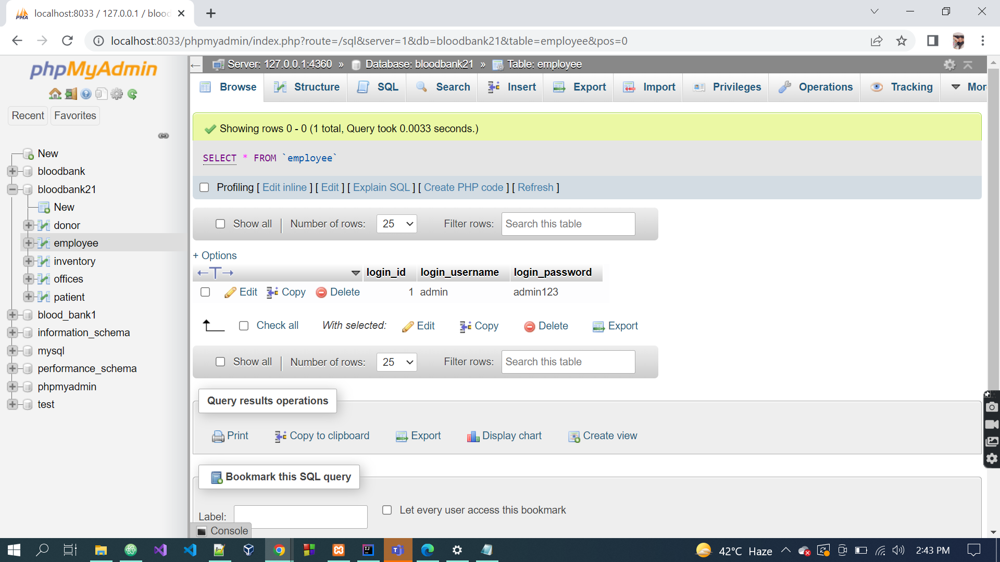 localhost:8033 / 127.0.0.1 / blood
localhost:8033/phpmyadmin/index.php?route=/sql&server=1&db=bloodbank21&table=employee&pos=0
phpMyAdmin
Recent Favorites
New
bloodbank
bloodbank21
New
donor
employee
inventory
offices
patient
blood_bank1
information_schema
mysql
performance_schema
phpmyadmin
test
Server: 127.0.0.1:4360 » Database: bloodbank21 » Table: employee
Browse Structure SQL Search Insert Export Import Privileges Operations Tracking Mor
Showing rows 0 - 0 (1 total, Query took 0.0033 seconds.)
SELECT * FROM `employee`
Profiling [ Edit inline ] [ Edit ] [ Explain SQL ] [ Create PHP code ] [ Refresh ]
Show all Number of rows: 25 Filter rows: Search this table
+ Options
←T→ login_id login_username login_password
Edit Copy Delete 1 admin admin123
Check all With selected: Edit Copy Delete Export
Show all Number of rows: 25 Filter rows: Search this table
Query results operations
Print Copy to clipboard Export Display chart Create view
Bookmark this SQL query
Label: Let every user access this bookmark
Console
42°C Haze 2:43 PM